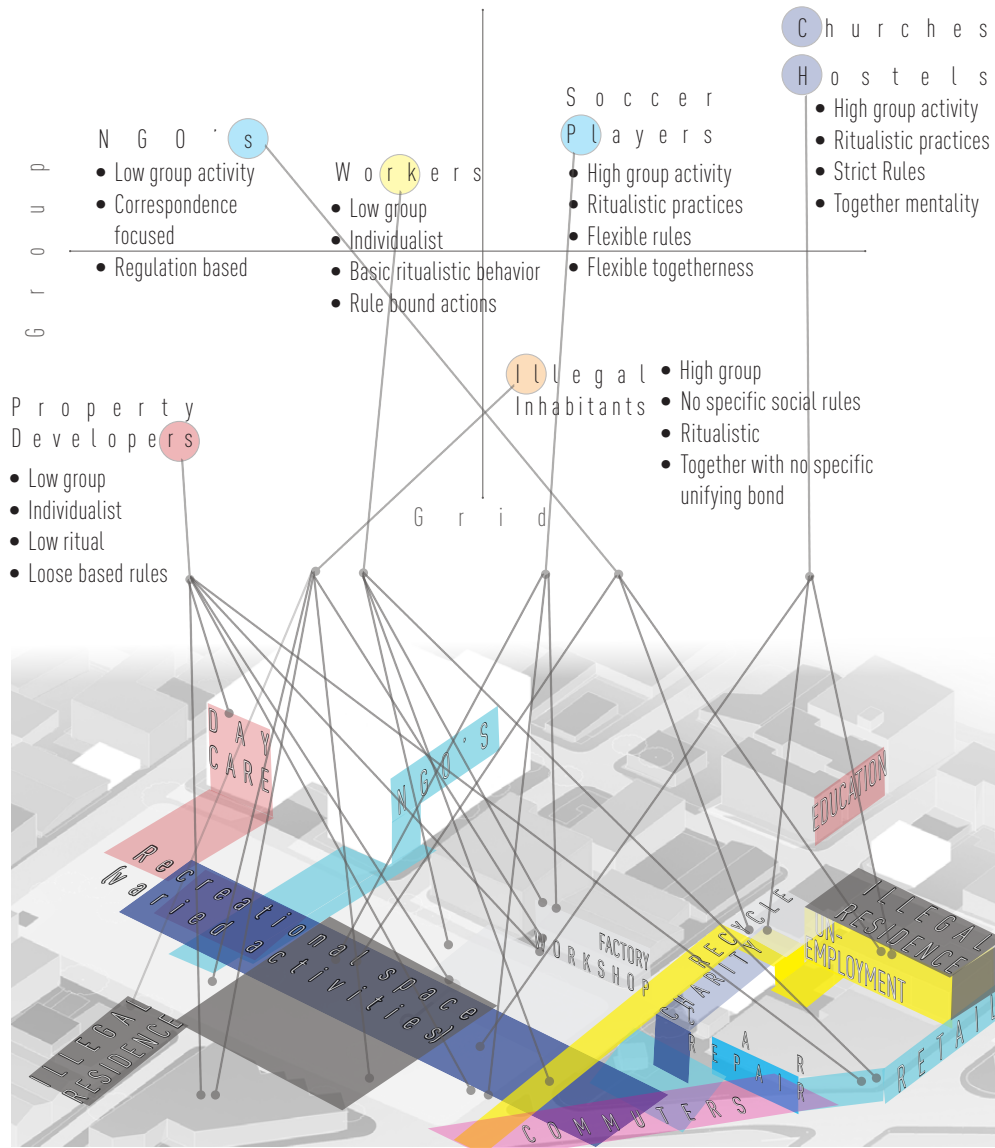 Churches
Hostels
• High group activity
• Ritualistic practices
• Strict Rules
• Together mentality
Soccer
Players
• High group activity
• Ritualistic practices
• Flexible rules
• Flexible togetherness
NGO's
• Low group activity
• Correspondence
focused
• Regulation based
Workers
• Low group
• Individualist
• Basic ritualistic behavior
• Rule bound actions
Group
Illegal
Inhabitants
• High group
• No specific social rules
• Ritualistic
• Together with no specific
unifying bond
Property
Developers
• Low group
• Individualist
• Low ritual
• Loose based rules
Grid
DAY
CARE
NGO'S
EDUCATION
Recreational space
(varied activities)
ILLEGAL
RESIDENCE
FACTORY
WORKSHOP
RECYCLE
CHARITY
UN-
EMPLOYMENT
ILLEGAL
RESIDENCE
CAR
REPAIR
RETAIL
COMMUTERS